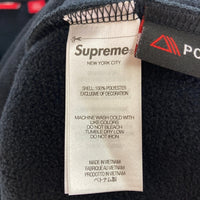 Supreme
NEW YORK CITY
SHELL: 100% POLYESTER
EXCLUSIVE OF DECORATION
MACHINE WASH COLD WITH
LIKE COLORS
DO NOT BLEACH
TUMBLE DRY LOW
DO NOT IRON
MADE IN VIETNAM
FABRIQUÉ AU VIETNAM
HECHO EN VIETNAM
ベトナム製
PO